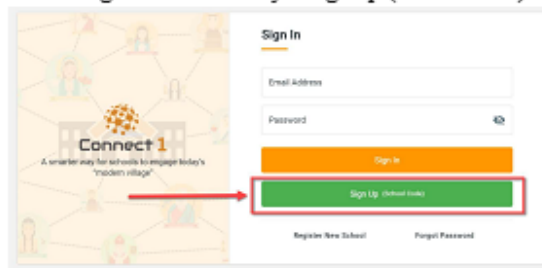 Sign In
Email Address
Password
Connect 1
A smarter way for schools to engage today's
"modern village"
Sign In
Sign Up (School Code)
Register New School
Forgot Password